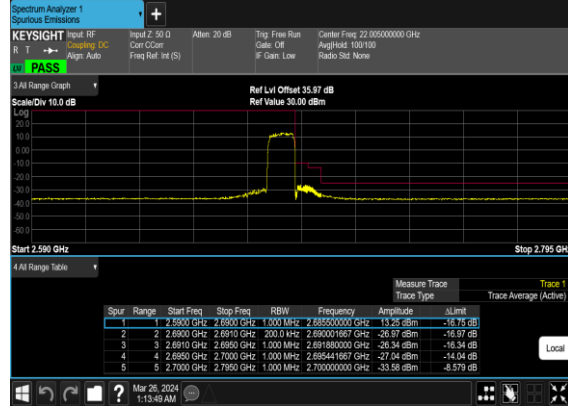 Spectrum Analyzer 1
Spurious Emissions
+
KEYSIGHT Input: RF Input Z: 50 Ω Atten: 20 dB Trig: Free Run Center Freq: 22.005000000 GHz
R T Coupling: DC Corr CCorr Gate: Off Avg|Hold: 100/100
Align: Auto Freq Ref: Int (S) IF Gain: Low Radio Std: None
PASS
3 All Range Graph
Ref Lvl Offset 35.97 dB
Scale/Div 10.0 dB Ref Value 30.00 dBm
Log
20.0
10.0
0.00
-10.0
-20.0
-30.0
-40.0
-50.0
-60.0
Start 2.590 GHz Stop 2.795 GH
4 All Range Table
Measure Trace Trace 1
Trace Type Trace Average (Active)
Spur Range Start Freq Stop Freq RBW Frequency Amplitude ΔLimit
1 1 2.5900 GHz 2.6900 GHz 1.000 MHz 2.685500000 GHz 13.25 dBm -16.75 dB
2 2 2.6900 GHz 2.6910 GHz 200.0 kHz 2.690001667 GHz -26.97 dBm -16.97 dB
3 3 2.6910 GHz 2.6950 GHz 1.000 MHz 2.691880000 GHz -26.34 dBm -16.34 dB
4 4 2.6950 GHz 2.7000 GHz 1.000 MHz 2.695441667 GHz -27.04 dBm -14.04 dB
5 5 2.7000 GHz 2.7950 GHz 1.000 MHz 2.700000000 GHz -33.58 dBm -8.579 dB
Local
?
Mar 26, 2024
1:13:49 AM